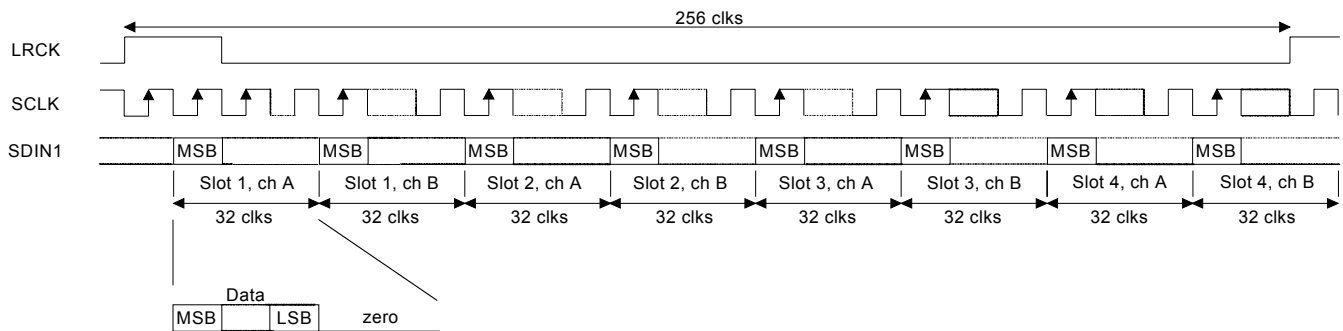 256 clks
LRCK
SCLK
SDIN1
MSB MSB MSB MSB MSB MSB MSB MSB
Slot 1, ch A Slot 1, ch B Slot 2, ch A Slot 2, ch B Slot 3, ch A Slot 3, ch B Slot 4, ch A Slot 4, ch B
32 clks 32 clks 32 clks 32 clks 32 clks 32 clks 32 clks 32 clks
Data
MSB LSB zero